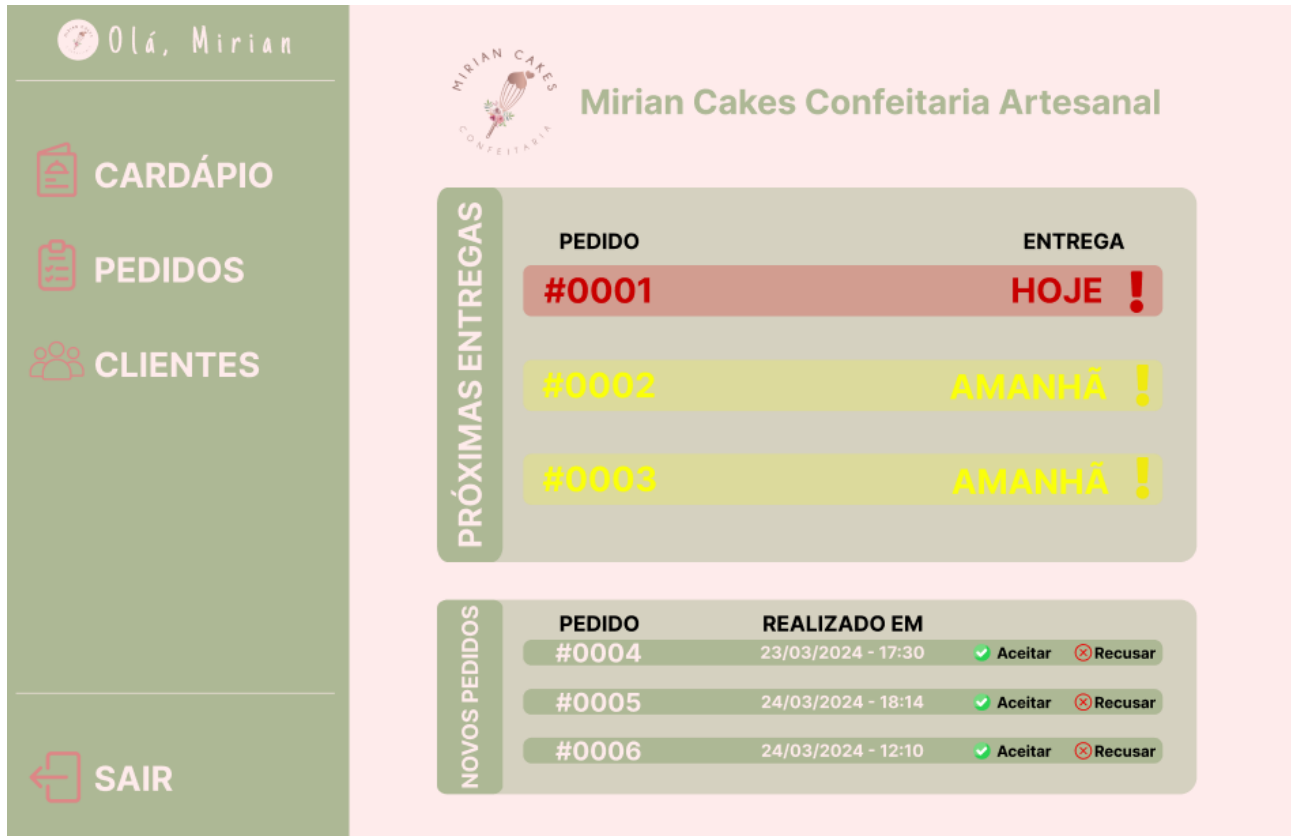 Olá, Mirian
CARDÁPIO
PEDIDOS
CLIENTES
SAIR
MIRIAN CAKES
CONFEITARIA
Mirian Cakes Confeitaria Artesanal
PRÓXIMAS ENTREGAS
PEDIDO ENTREGA
#0001 HOJE !
#0002 AMANHÃ !
#0003 AMANHÃ !
NOVOS PEDIDOS
PEDIDO REALIZADO EM
#0004 23/03/2024 - 17:30 Aceitar Recusar
#0005 24/03/2024 - 18:14 Aceitar Recusar
#0006 24/03/2024 - 12:10 Aceitar Recusar